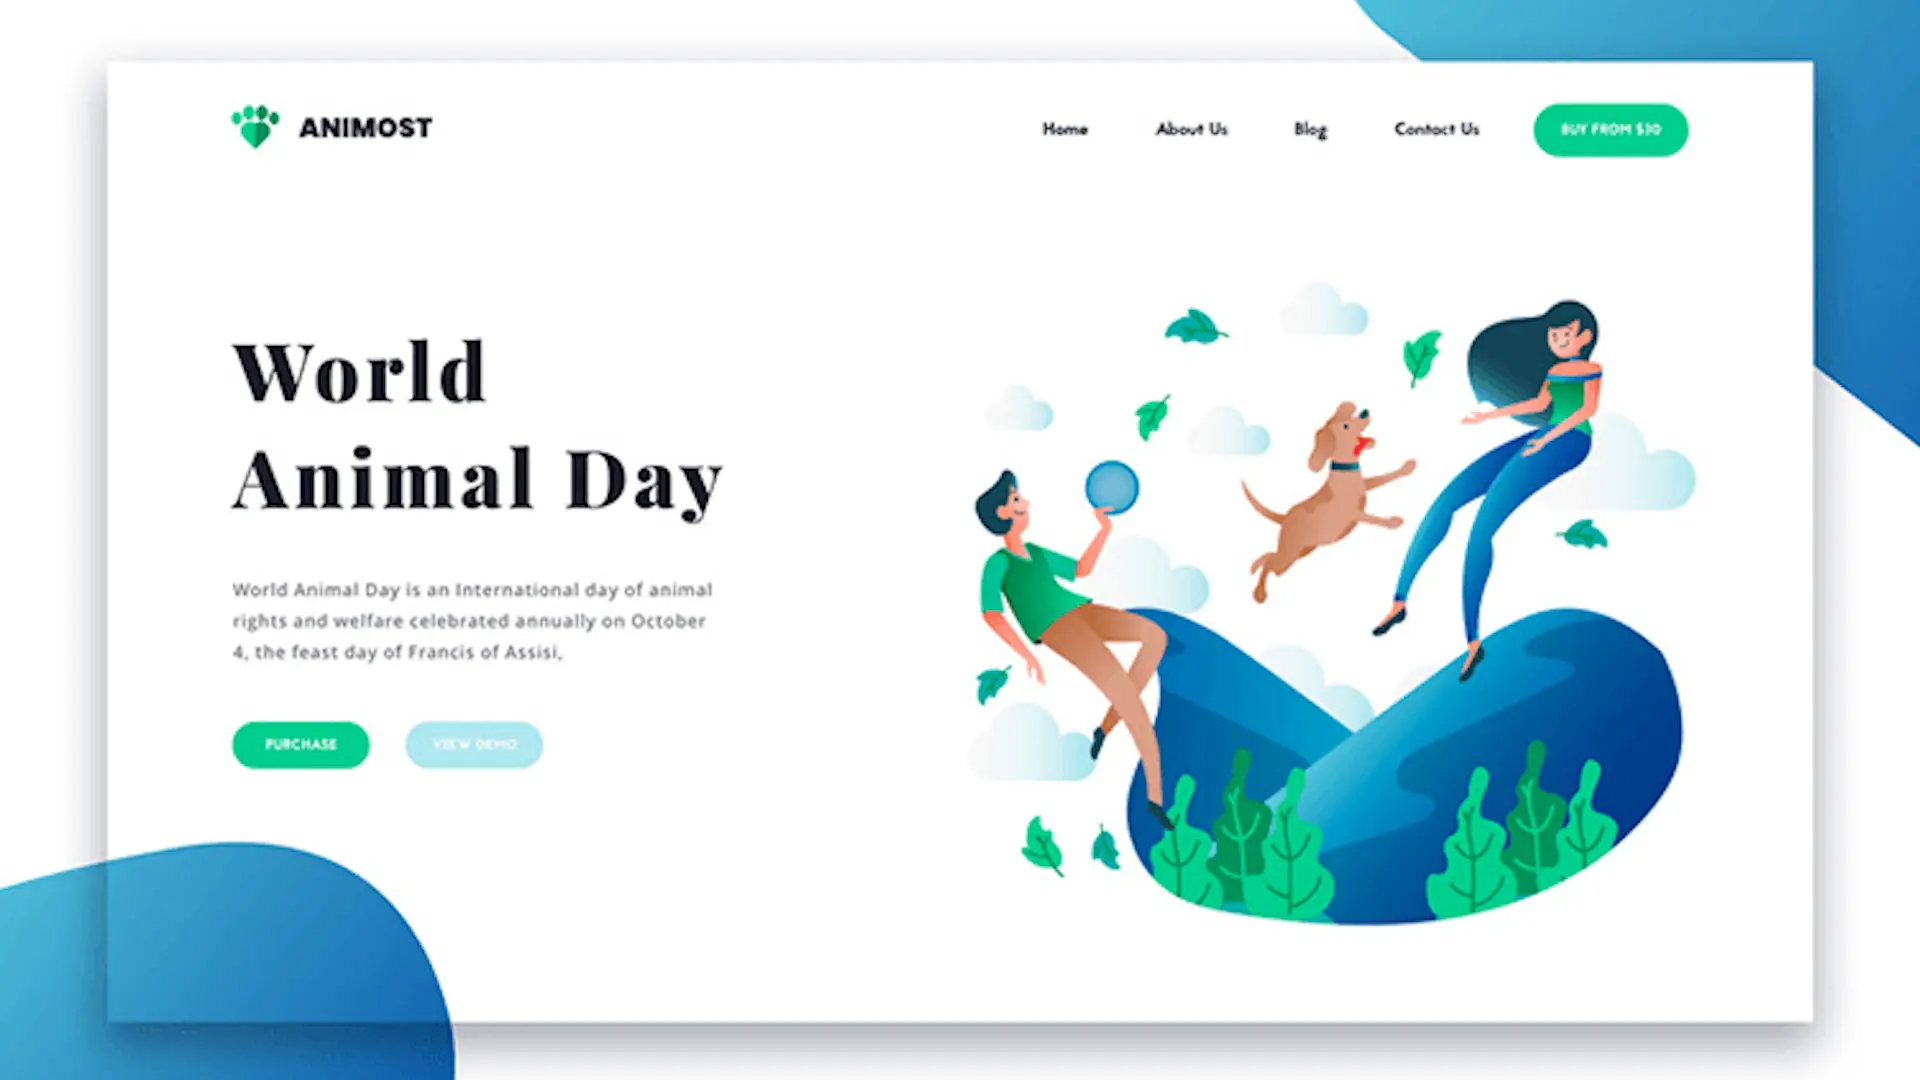 ANIMOST
Home About Us Blog Contact Us BUY FROM $30
World
Animal Day
World Animal Day is an International day of animal
rights and welfare celebrated annually on October
4, the feast day of Francis of Assisi,
PURCHASE VIEW DEMO